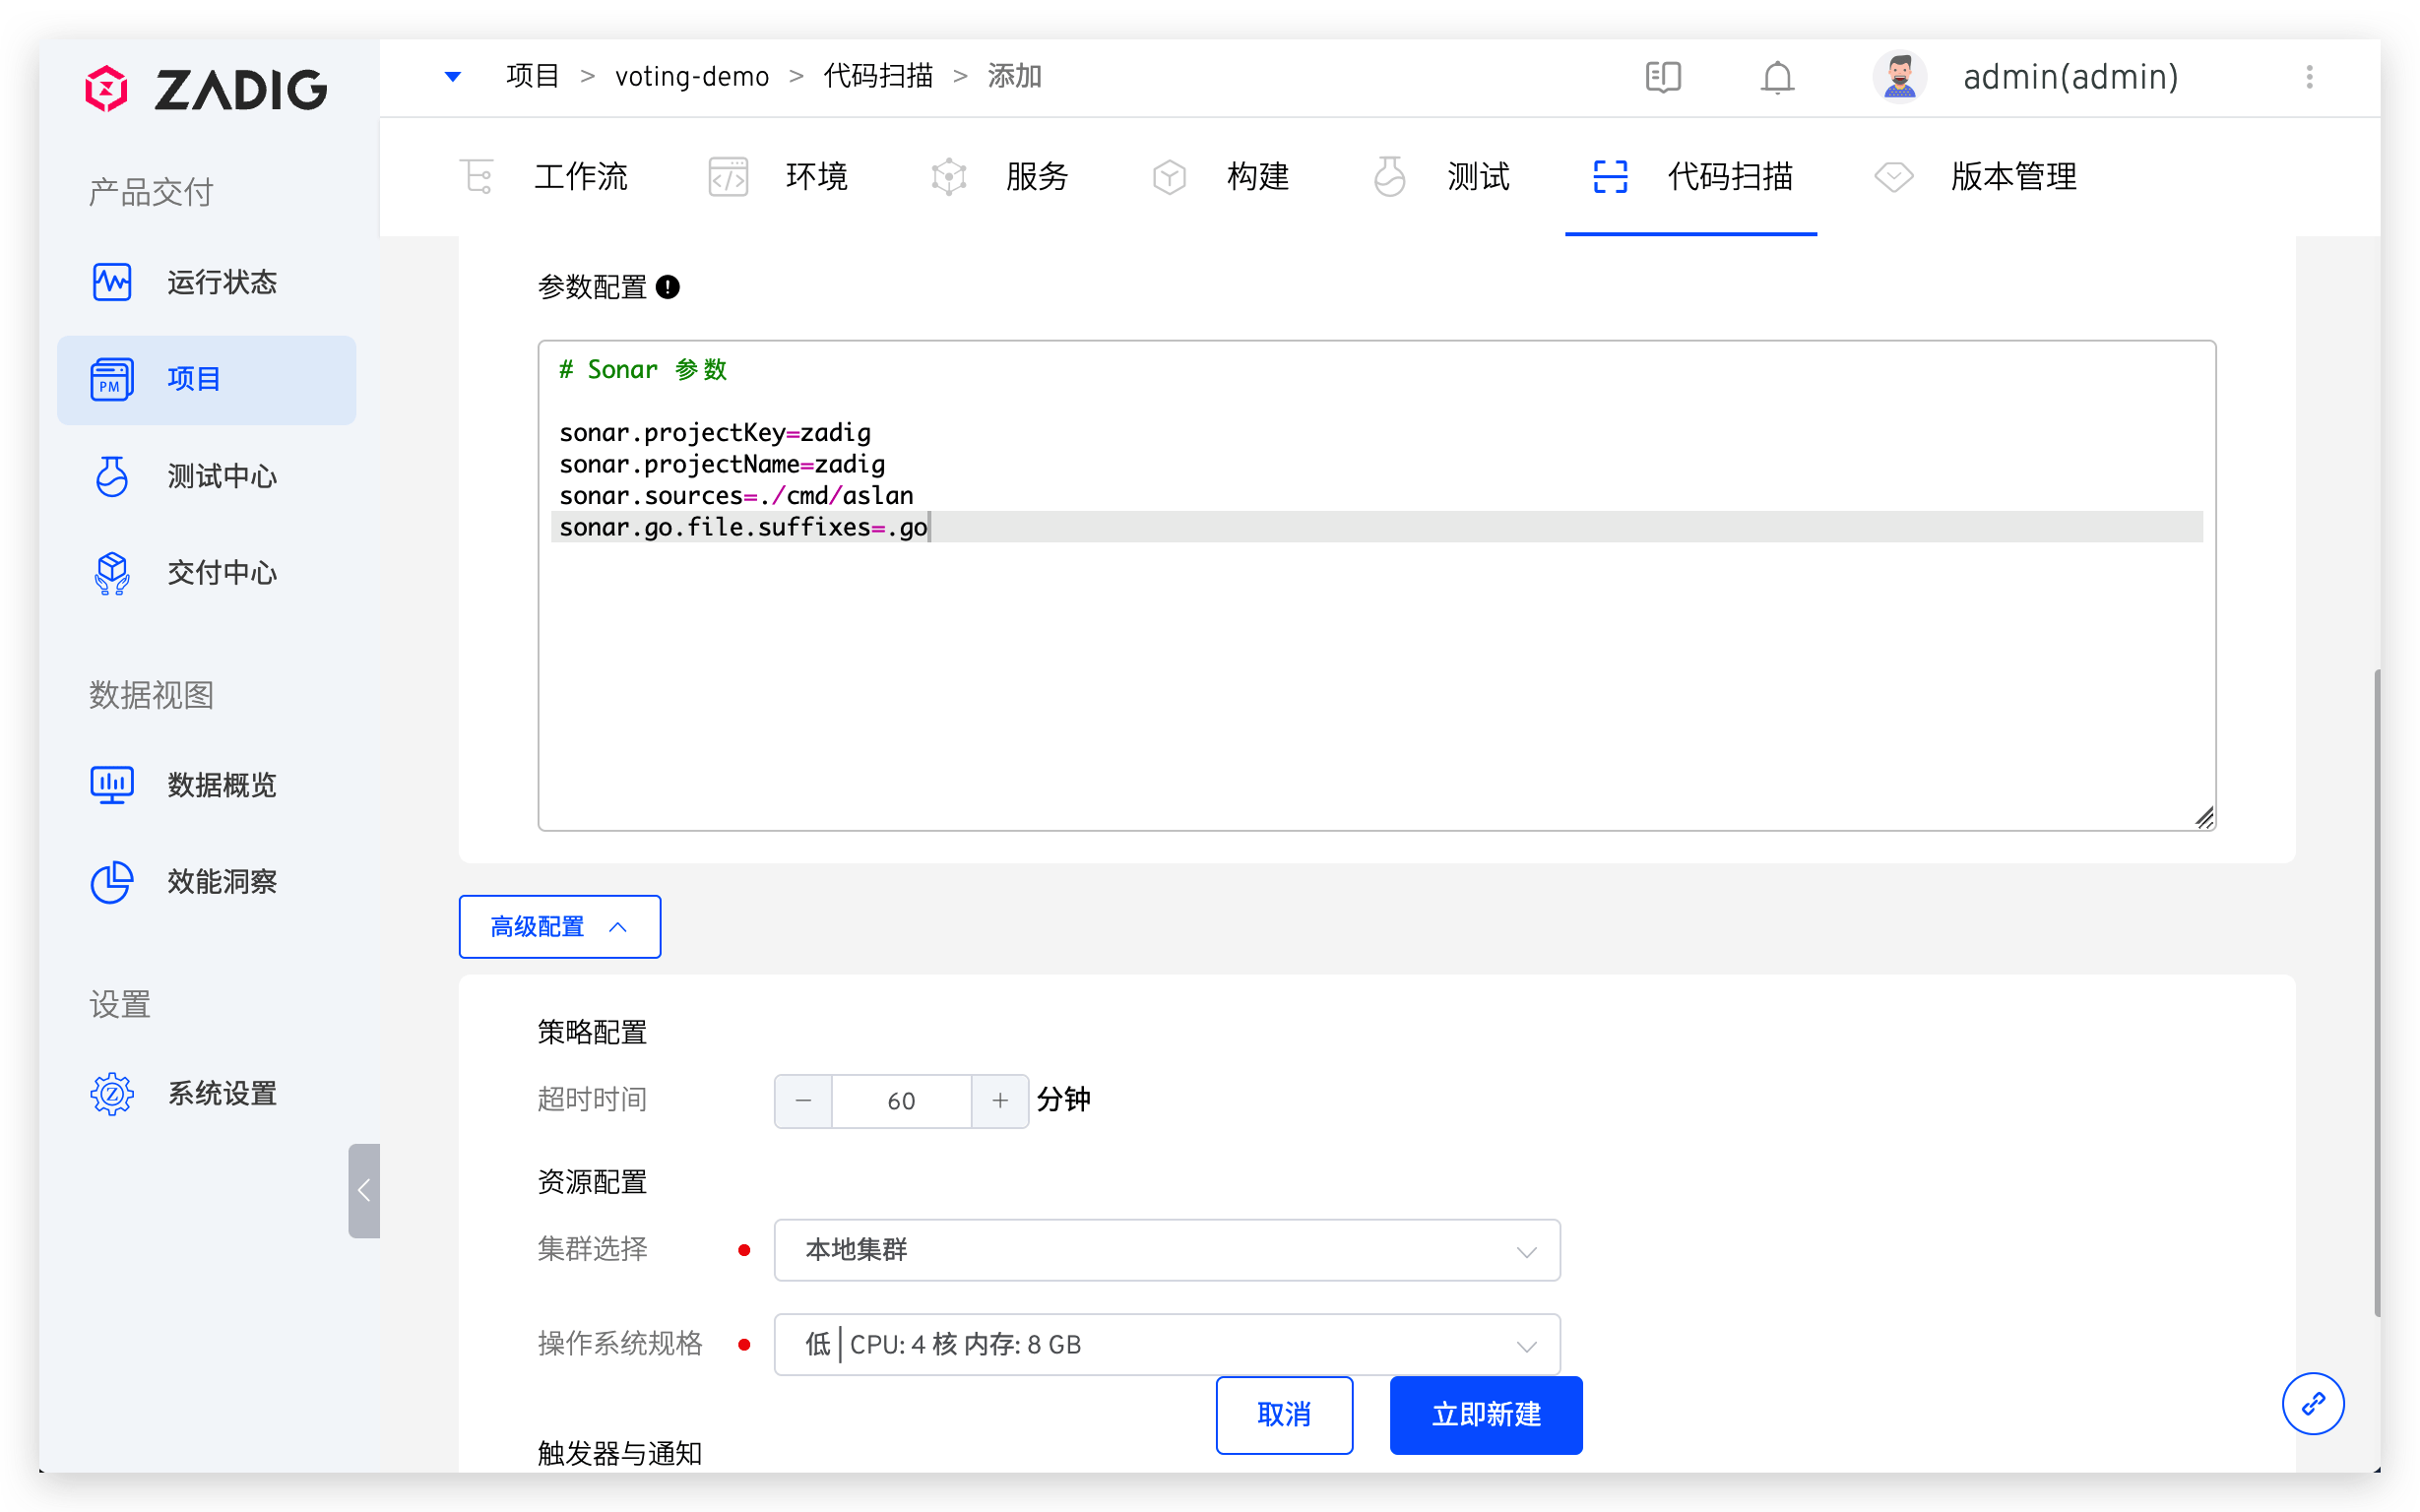 ZADIG
项目 > voting-demo > 代码扫描 > 添加
admin(admin)
产品交付
运行状态
PM
项目
测试中心
交付中心
数据视图
数据概览
效能洞察
设置
Z
系统设置
工作流
环境
服务
构建
测试
代码扫描
版本管理
参数配置
# Sonar 参数
sonar.projectKey=zadig
sonar.projectName=zadig
sonar.sources=./cmd/aslan
sonar.go.file.suffixes=.go
高级配置
策略配置
超时时间
− 60 + 分钟
资源配置
集群选择
本地集群
操作系统规格
低 | CPU: 4 核 内存: 8 GB
取消
立即新建
触发器与通知